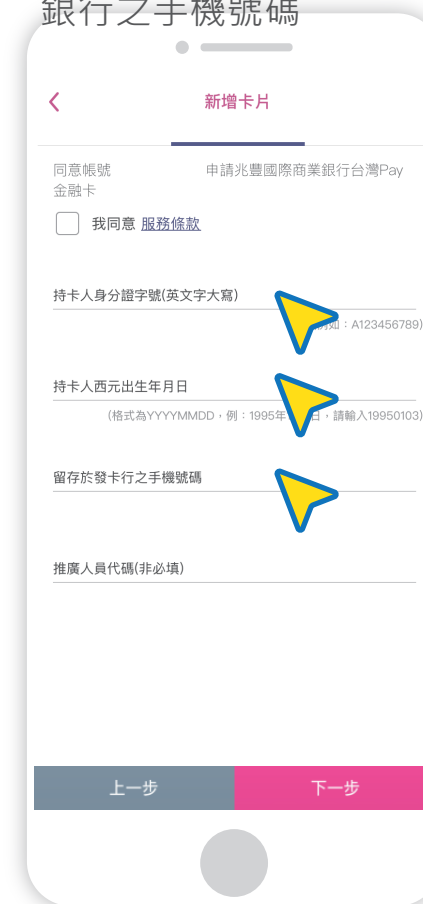 銀行之手機號碼
新增卡片
同意帳號 申請兆豐國際商業銀行台灣Pay
金融卡
我同意 服務條款
持卡人身分證字號(英文字大寫)
如：A123456789)
持卡人西元出生年月日
(格式為YYYYMMDD，例：1995年 日，請輸入19950103)
留存於發卡行之手機號碼
推廣人員代碼(非必填)
上一步 下一步